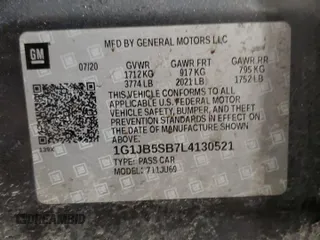 GM
MFD BY GENERAL MOTORS LLC
07/20 GVWR GAWR FRT GAWR RR
1712 KG 917 KG 795 KG
3774 LB 2021 LB 1752 LB
THIS VEHICLE CONFORMS TO ALL
APPLICABLE U.S. FEDERAL MOTOR
VEHICLE SAFETY, BUMPER, AND THEFT
PREVENTION STANDARDS IN EFFECT ON
THE DATE OF MANUFACTURE SHOWN ABOVE.
1G1JB5SB7L4130521
TYPE: PASS CAR
MODEL: